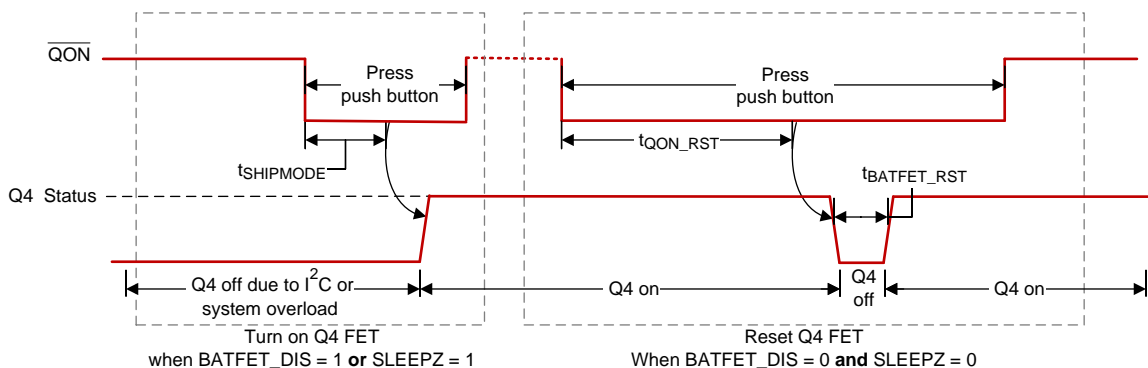 QON
Press
push button
Press
push button
tSHIPMODE
tQON_RST
tBATFET_RST
Q4 Status
Q4 off due to I2C or
system overload
Q4 on
Q4
off
Q4 on
Turn on Q4 FET
when BATFET_DIS = 1 or SLEEPZ = 1
Reset Q4 FET
When BATFET_DIS = 0 and SLEEPZ = 0